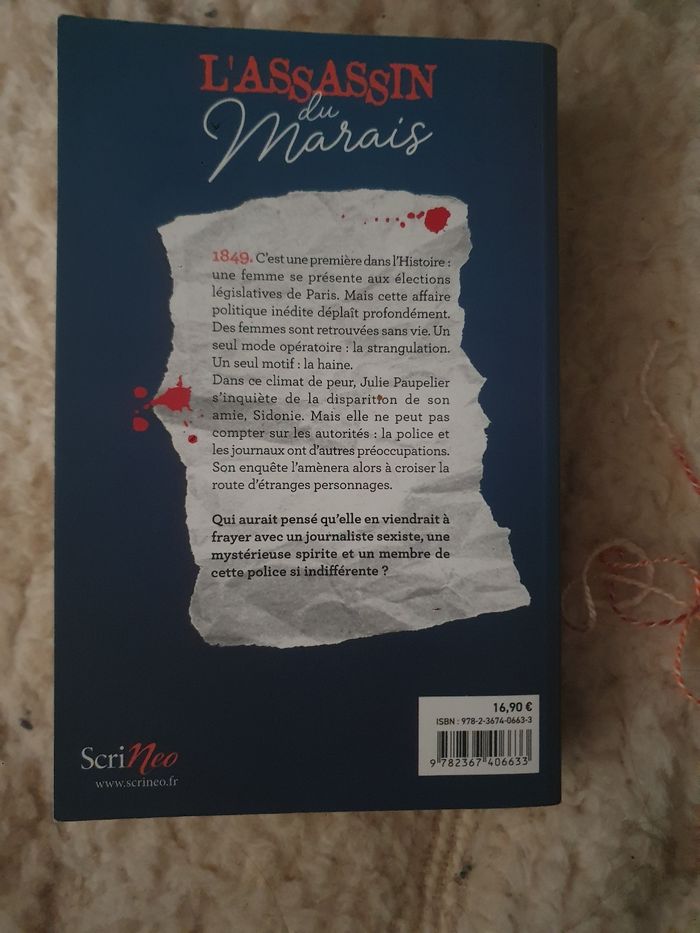 L'ASSASSIN
du
Marais
1849. C'est une première dans l'Histoire :
une femme se présente aux élections
législatives de Paris. Mais cette affaire
politique inédite déplaît profondément.
Des femmes sont retrouvées sans vie. Un
seul mode opératoire : la strangulation.
Un seul motif : la haine.
Dans ce climat de peur, Julie Paupelier
s'inquiète de la disparition de son
amie, Sidonie. Mais elle ne peut pas
compter sur les autorités : la police et
les journaux ont d'autres préoccupations.
Son enquête l'amènera alors à croiser la
route d'étranges personnages.
Qui aurait pensé qu'elle en viendrait à
frayer avec un journaliste sexiste, une
mystérieuse spirite et un membre de
cette police si indifférente ?
16,90 €
ISBN : 978-2-3674-0663-3
9 782367 406633
ScriNeo
www.scrineo.fr